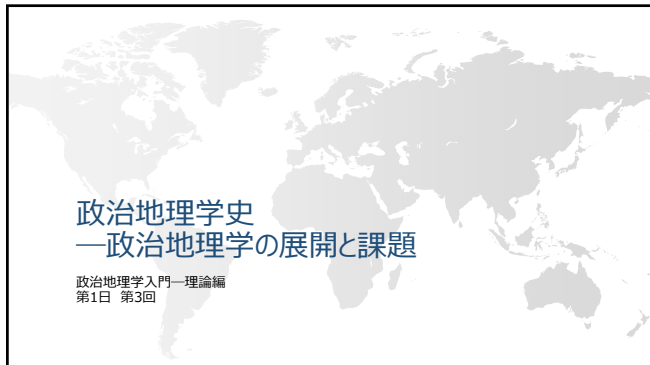 政治地理学史
―政治地理学の展開と課題
政治地理学入門―理論編
第1日 第3回